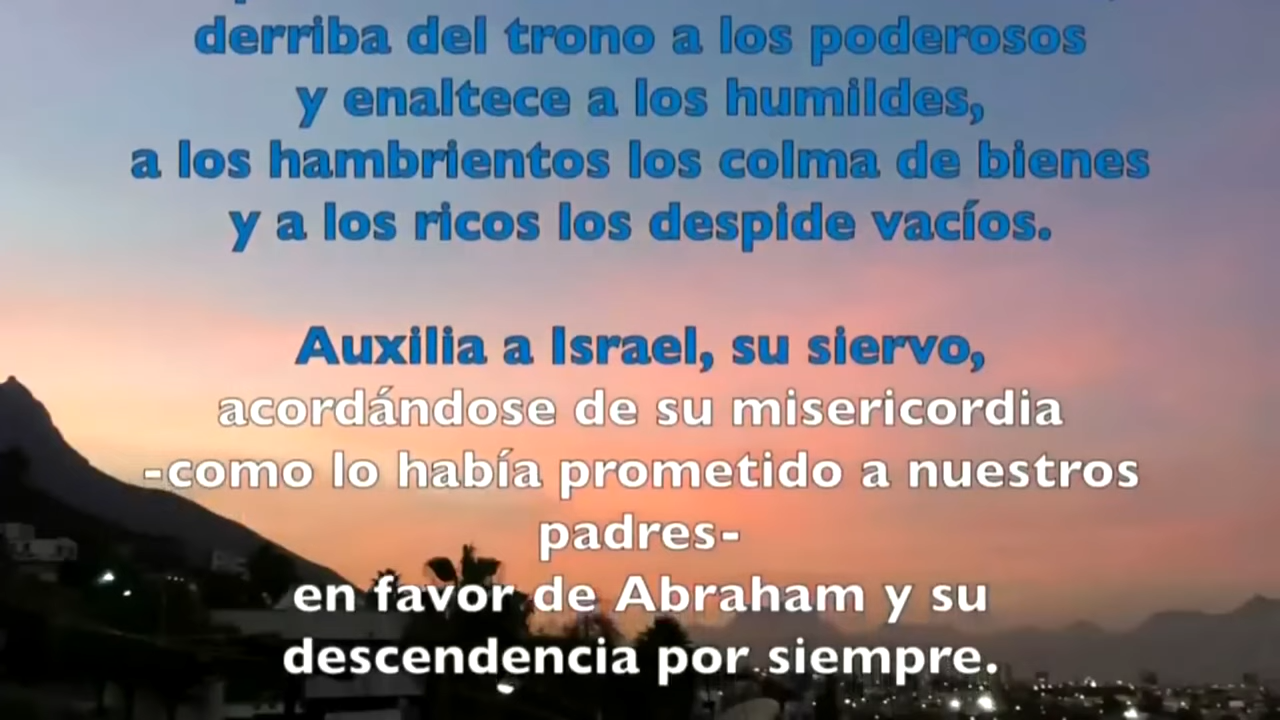 derriba del trono a los poderosos
y enaltece a los humildes,
a los hambrientos los colma de bienes
y a los ricos los despide vacíos.
Auxilia a Israel, su siervo,
acordándose de su misericordia
-como lo había prometido a nuestros
padres-
en favor de Abraham y su
descendencia por siempre.